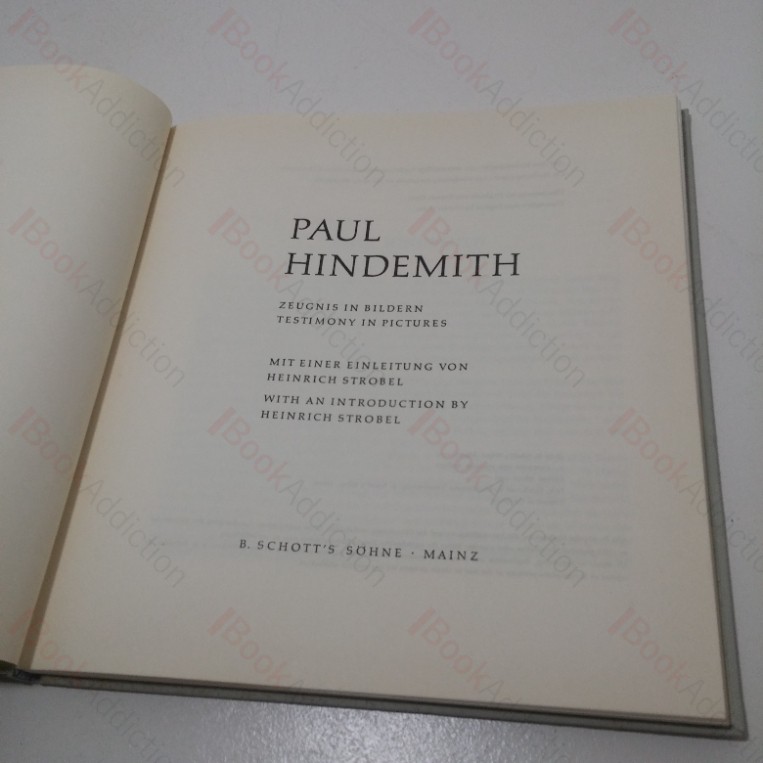 PAUL
HINDEMITH
ZEUGNIS IN BILDERN
TESTIMONY IN PICTURES
MIT EINER EINLEITUNG VON
HEINRICH STROBEL
WITH AN INTRODUCTION BY
HEINRICH STROBEL
B. SCHOTT'S SÖHNE · MAINZ
BookAddiction